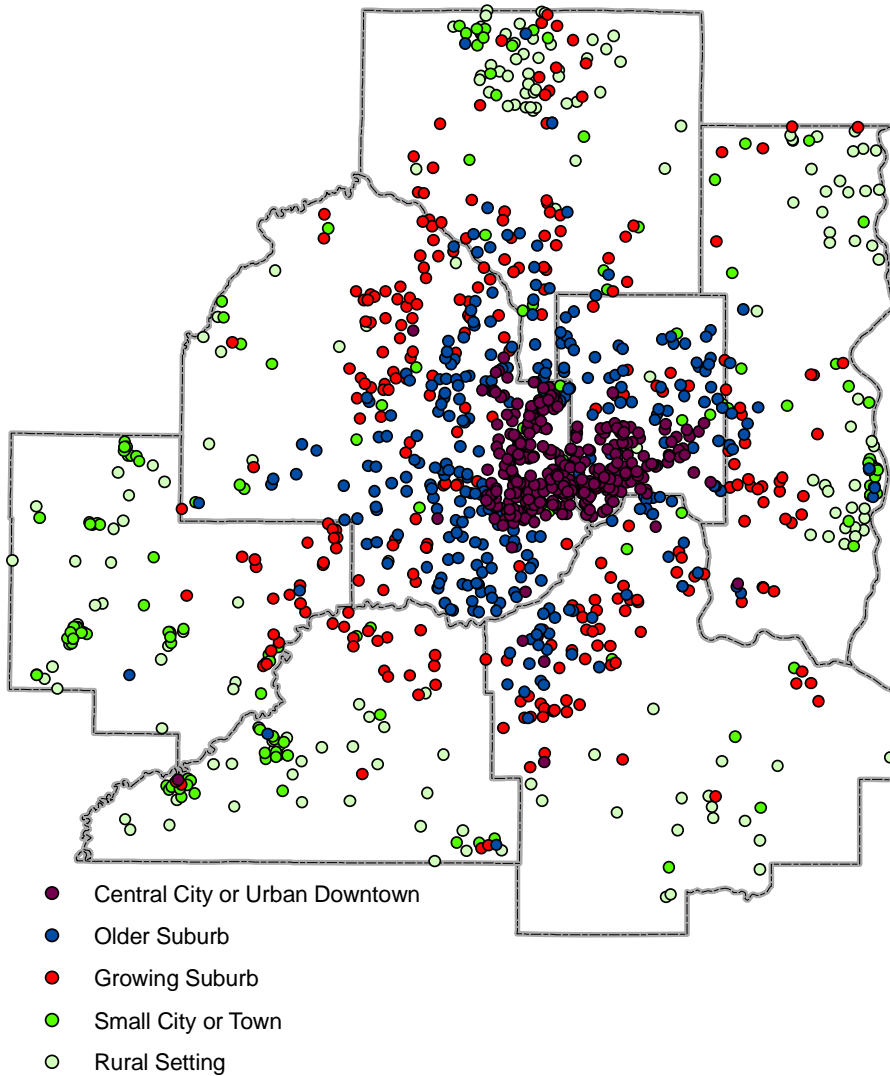 Central City or Urban Downtown
Older Suburb
Growing Suburb
Small City or Town
Rural Setting